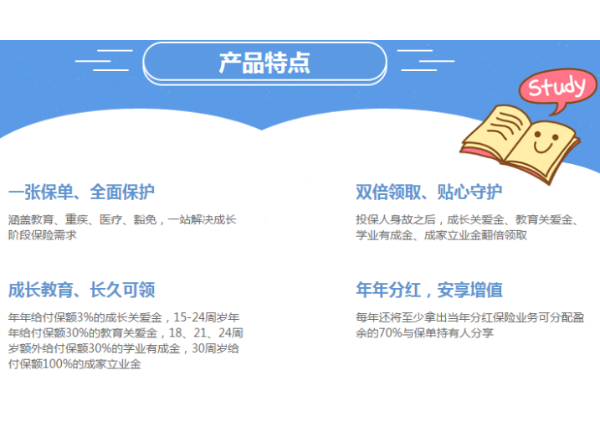 产品特点
Study
一张保单、全面保护
涵盖教育、重疾、医疗、豁免，一站解决成长
阶段保险需求
双倍领取、贴心守护
投保人身故之后，成长关爱金、教育关爱金、
学业有成金、成家立业金翻倍领取
成长教育、长久可领
年年给付保额3%的成长关爱金，15-24周岁年
年给付保额30%的教育关爱金，18、21、24周
岁额外给付保额30%的学业有成金，30周岁给
付保额100%的成家立业金
年年分红，安享增值
每年还将至少拿出当年分红保险业务可分配盈
余的70%与保单持有人分享